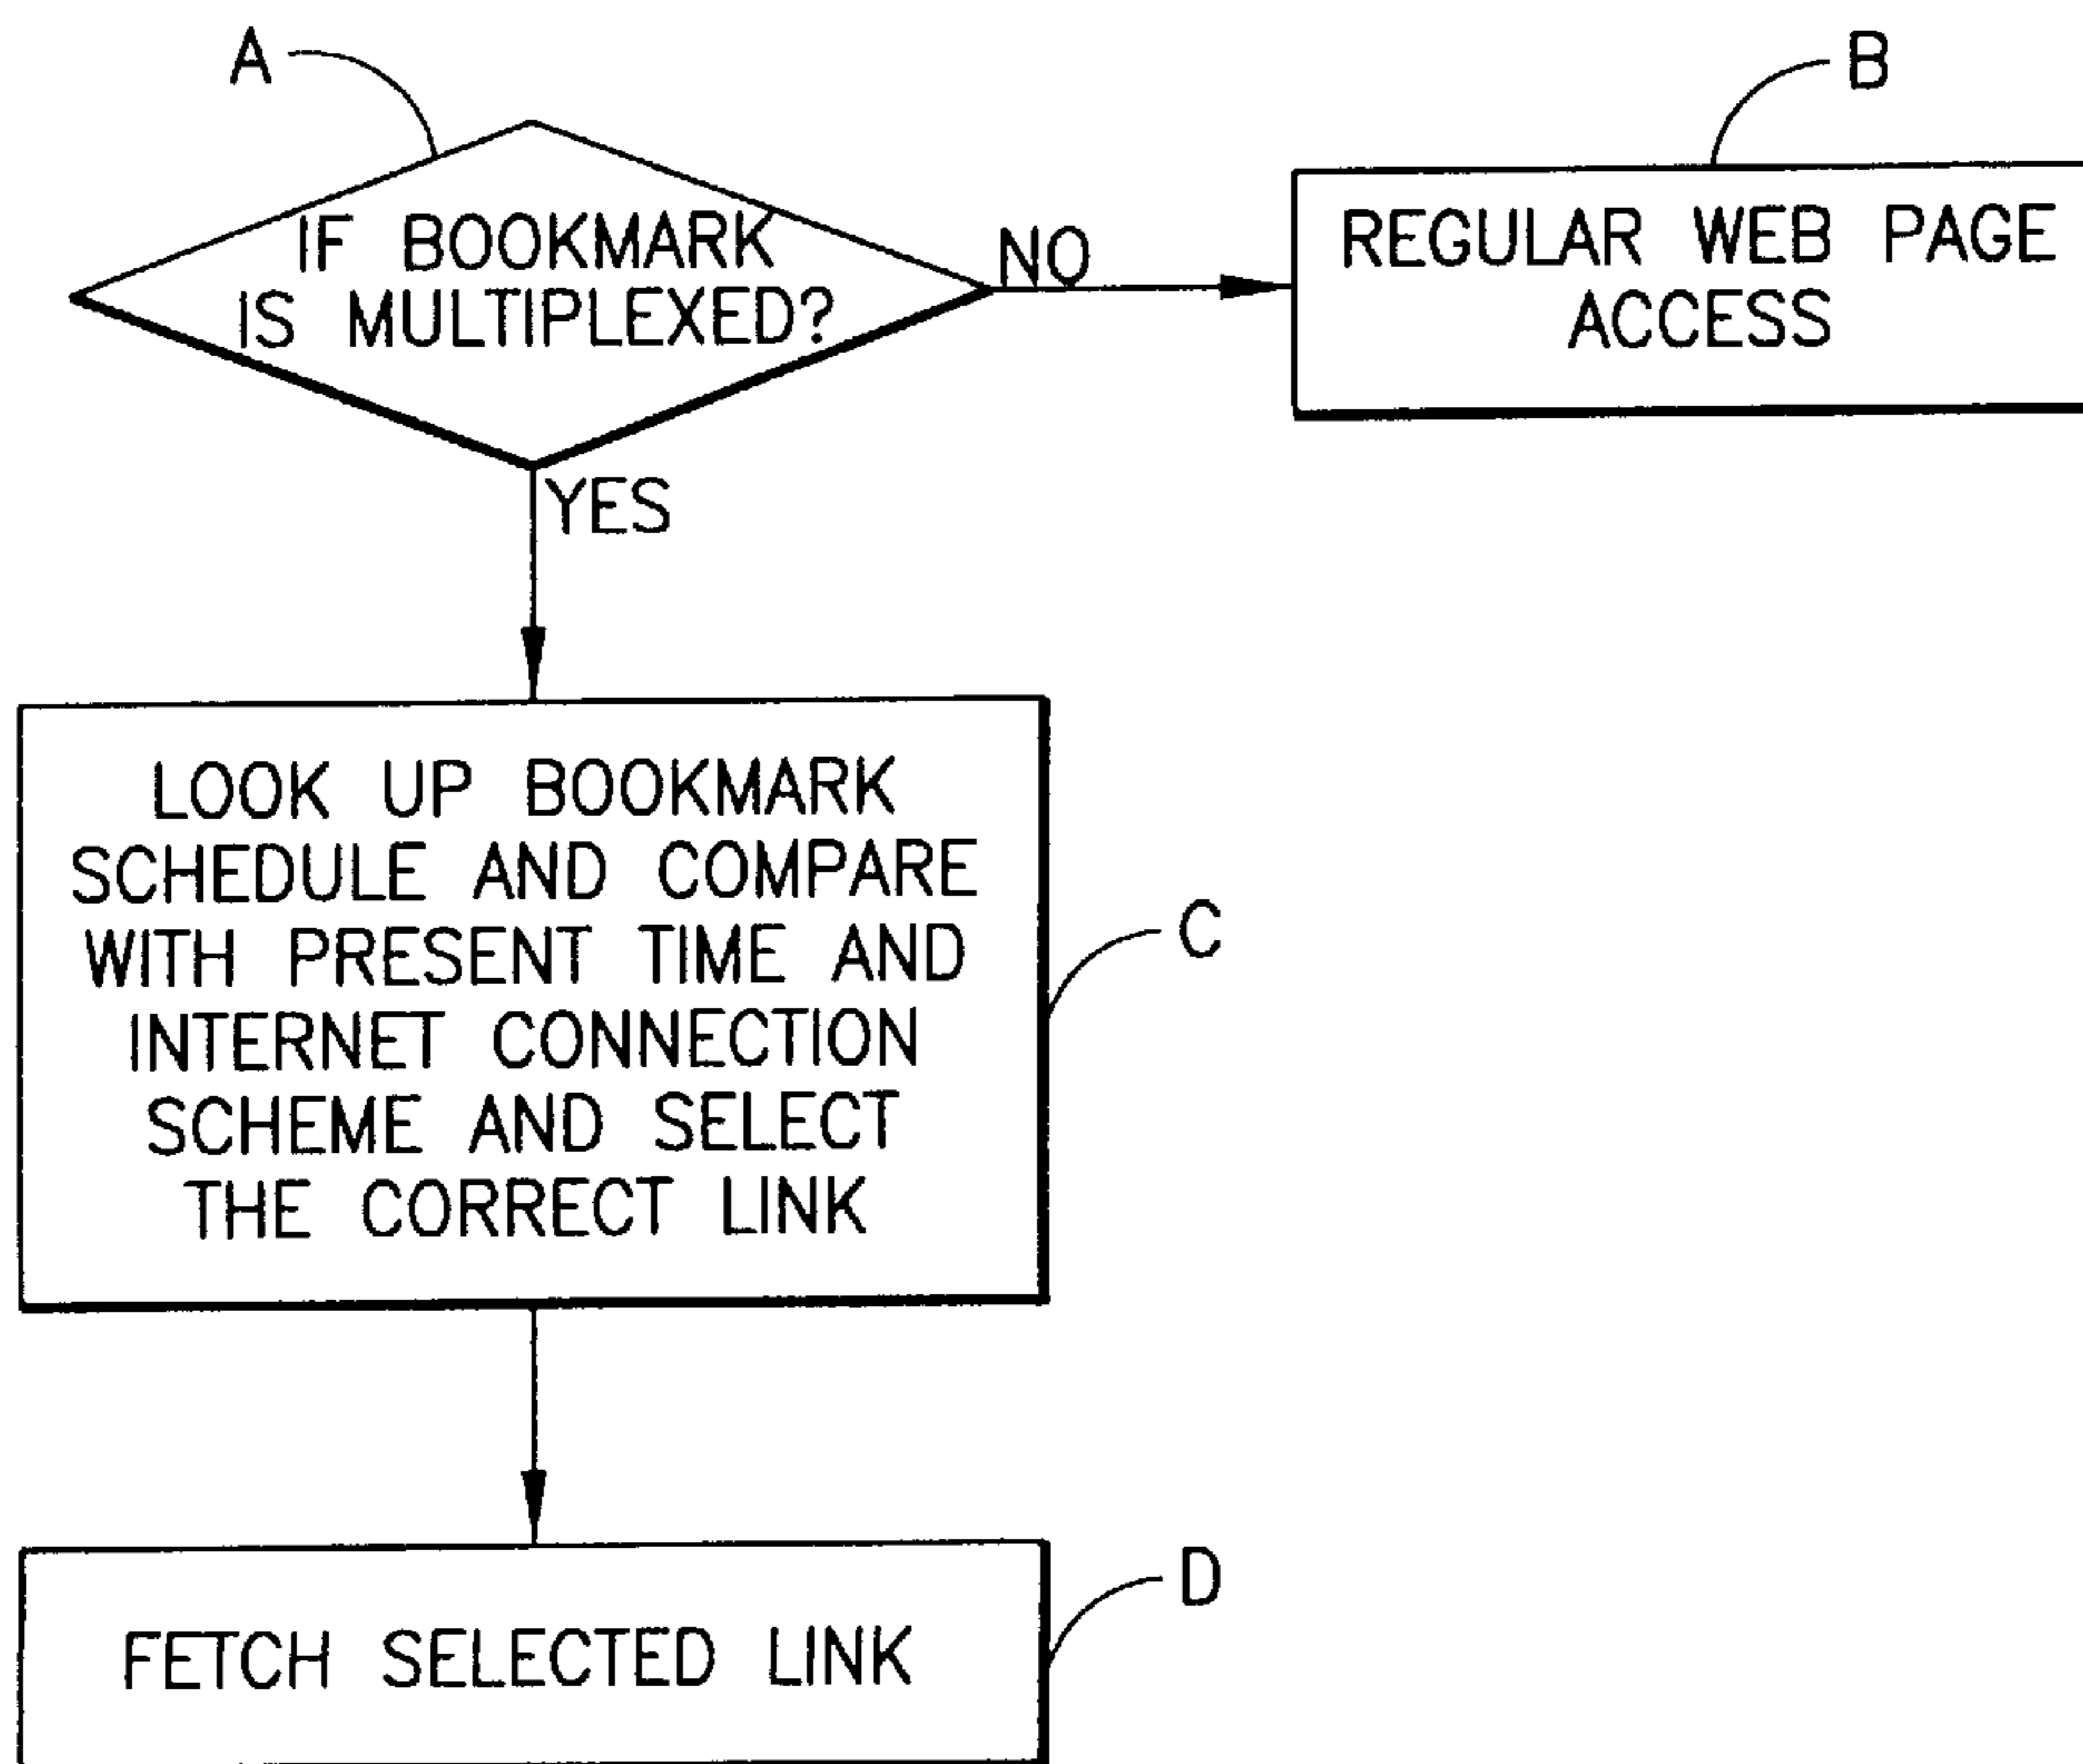 A
B
IF BOOKMARK
IS MULTIPLEXED?
NO
REGULAR WEB PAGE
ACCESS
YES
LOOK UP BOOKMARK
SCHEDULE AND COMPARE
WITH PRESENT TIME AND
INTERNET CONNECTION
SCHEME AND SELECT
THE CORRECT LINK
C
FETCH SELECTED LINK
D